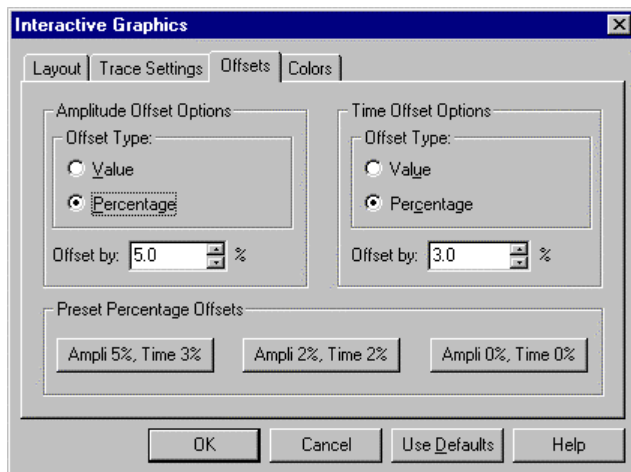 Interactive Graphics
Layout Trace Settings Offsets Colors
Amplitude Offset Options
Offset Type:
Value
Percentage
Offset by: 5.0 %
Time Offset Options
Offset Type:
Value
Percentage
Offset by: 3.0 %
Preset Percentage Offsets
Ampli 5%, Time 3% Ampli 2%, Time 2% Ampli 0%, Time 0%
OK Cancel Use Defaults Help